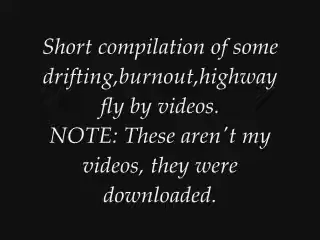 Short compilation of some
drifting,burnout,highway
fly by videos.
NOTE: These aren't my
videos, they were
downloaded.